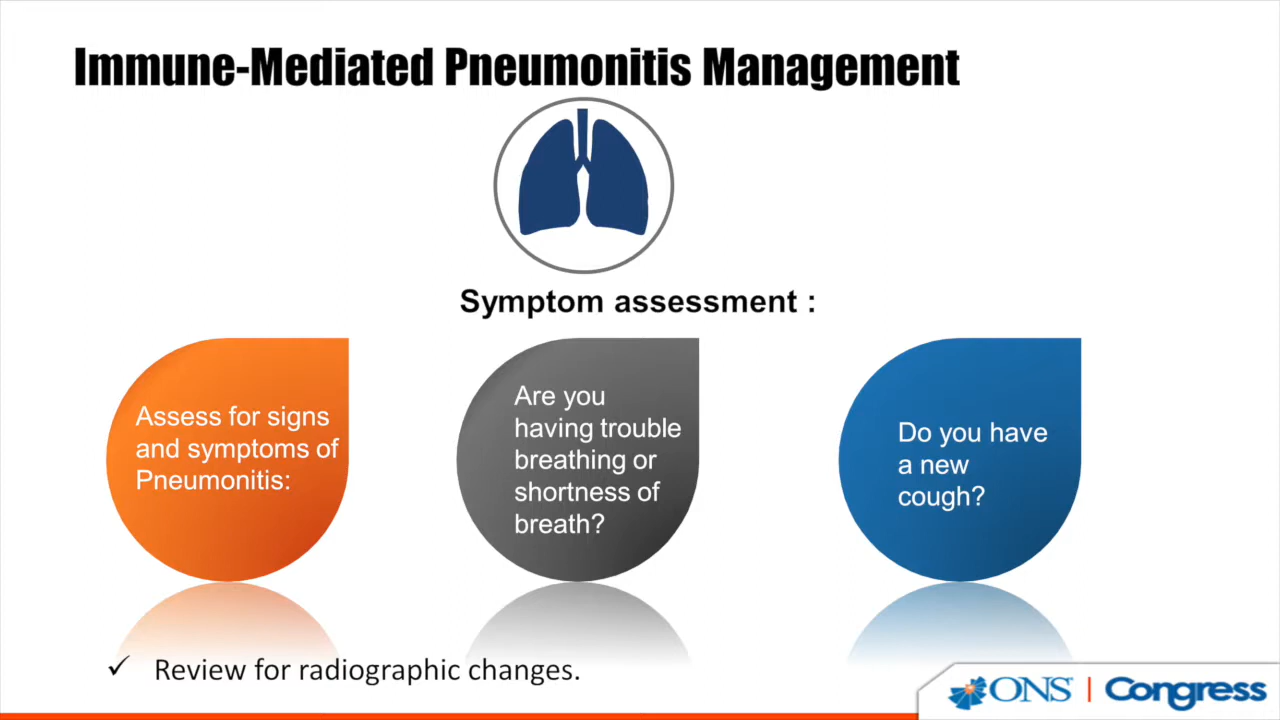 Immune-Mediated Pneumonitis Management
Symptom assessment :
Assess for signs
and symptoms of
Pneumonitis:
Are you
having trouble
breathing or
shortness of
breath?
Do you have
a new
cough?
✓ Review for radiographic changes.
ONS | Congress